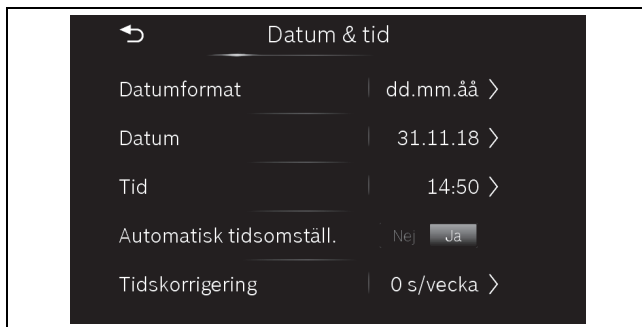 Datum & tid
Datumformat dd.mm.åå
Datum 31.11.18
Tid 14:50
Automatisk tidsomställ. Nej Ja
Tidskorrigering 0 s/vecka